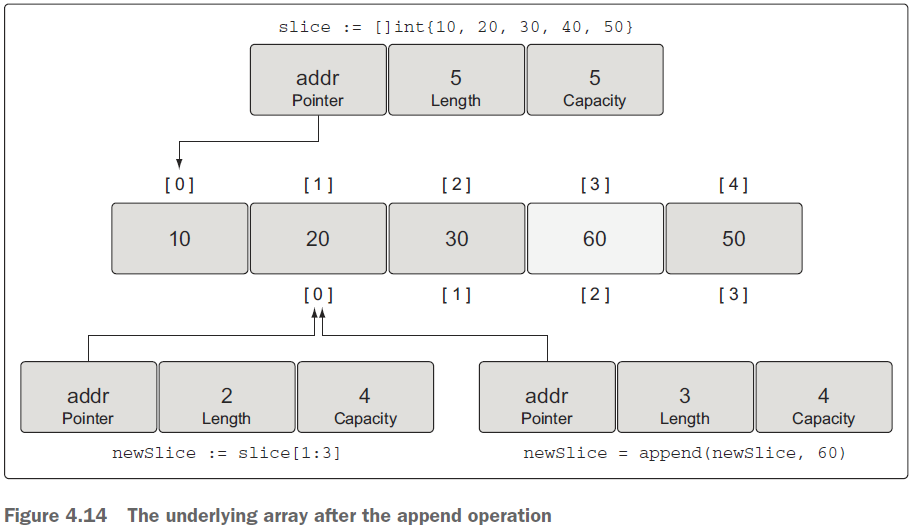 slice := []int{10, 20, 30, 40, 50}
addr 5 5
Pointer Length Capacity
[0] [1] [2] [3] [4]
10 20 30 60 50
[0] [1] [2] [3]
addr 2 4 addr 3 4
Pointer Length Capacity Pointer Length Capacity
newSlice := slice[1:3] newSlice = append(newSlice, 60)
Figure 4.14 The underlying array after the append operation